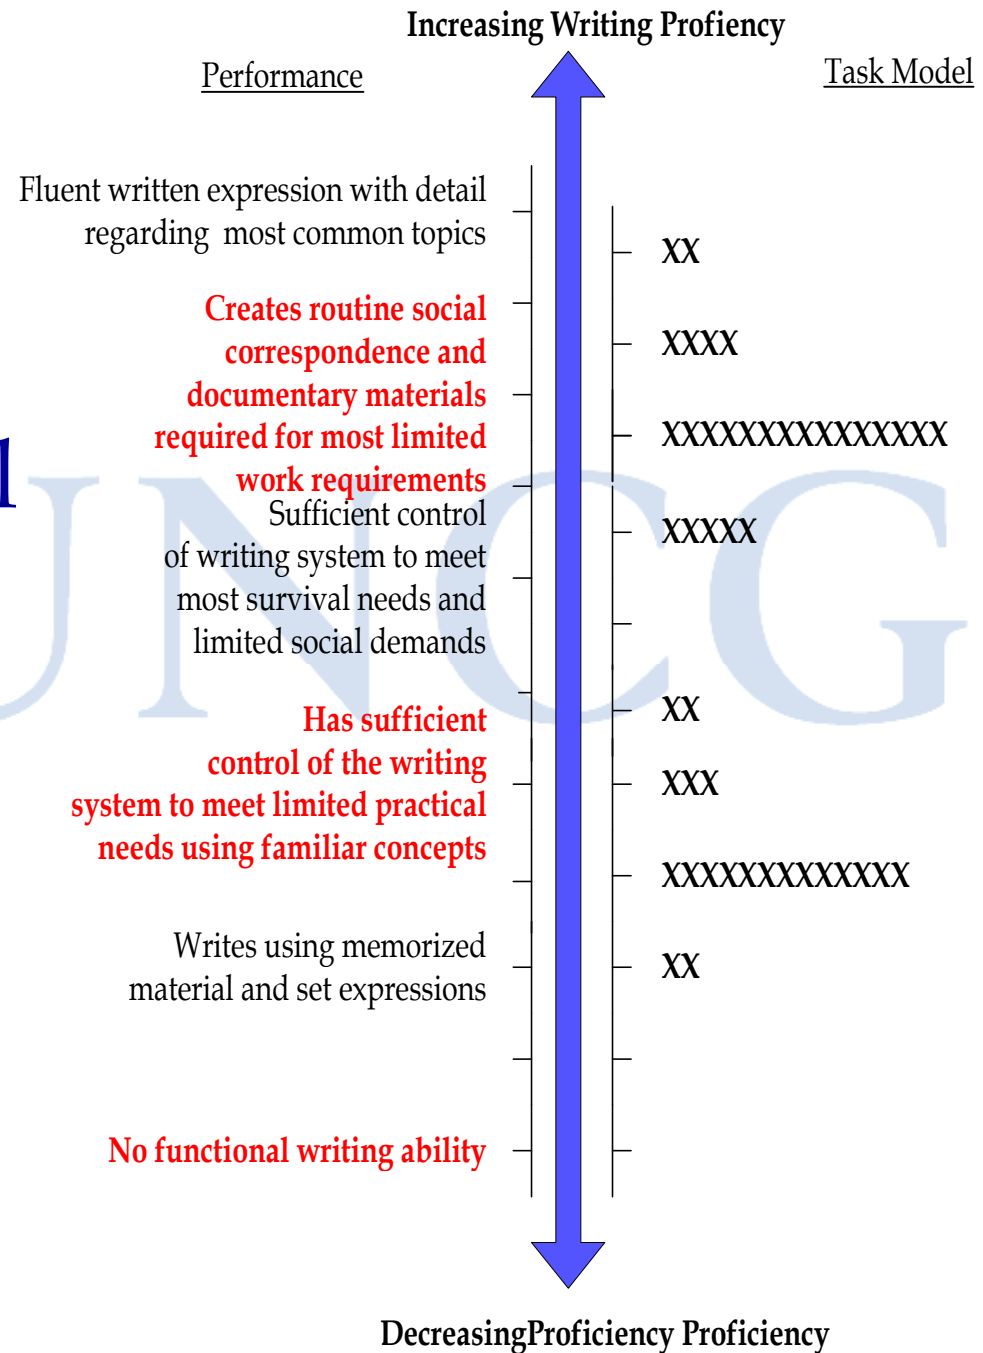 Increasing Writing Profiency
Performance
Task Model
Fluent written expression with detail
regarding most common topics
XX
Creates routine social
correspondence and
documentary materials
required for most limited
work requirements
XXXX
XXXXXXXXXXXXXXX
Sufficient control
of writing system to meet
most survival needs and
limited social demands
XXXXX
UNCG
Has sufficient
control of the writing
system to meet limited practical
needs using familiar concepts
XX
XXX
XXXXXXXXXXXXX
Writes using memorized
material and set expressions
XX
No functional writing ability
DecreasingProficiency Proficiency